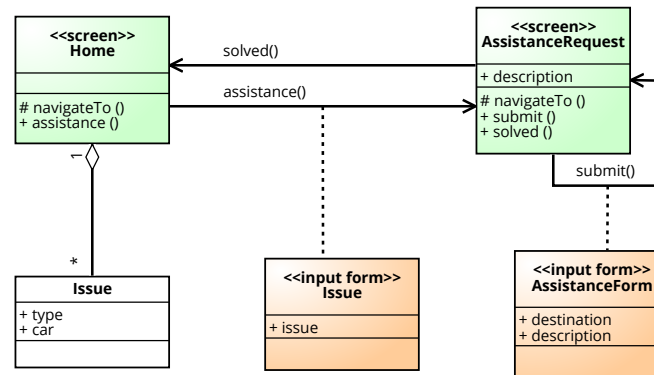 <<screen>>
Home
# navigateTo ()
+ assistance ()
solved()
assistance()
<<screen>>
AssistanceRequest
+ description
# navigateTo ()
+ submit ()
+ solved ()
submit()
1
*
Issue
+ type
+ car
<<input form>>
Issue
+ issue
<<input form>>
AssistanceForm
+ destination
+ description